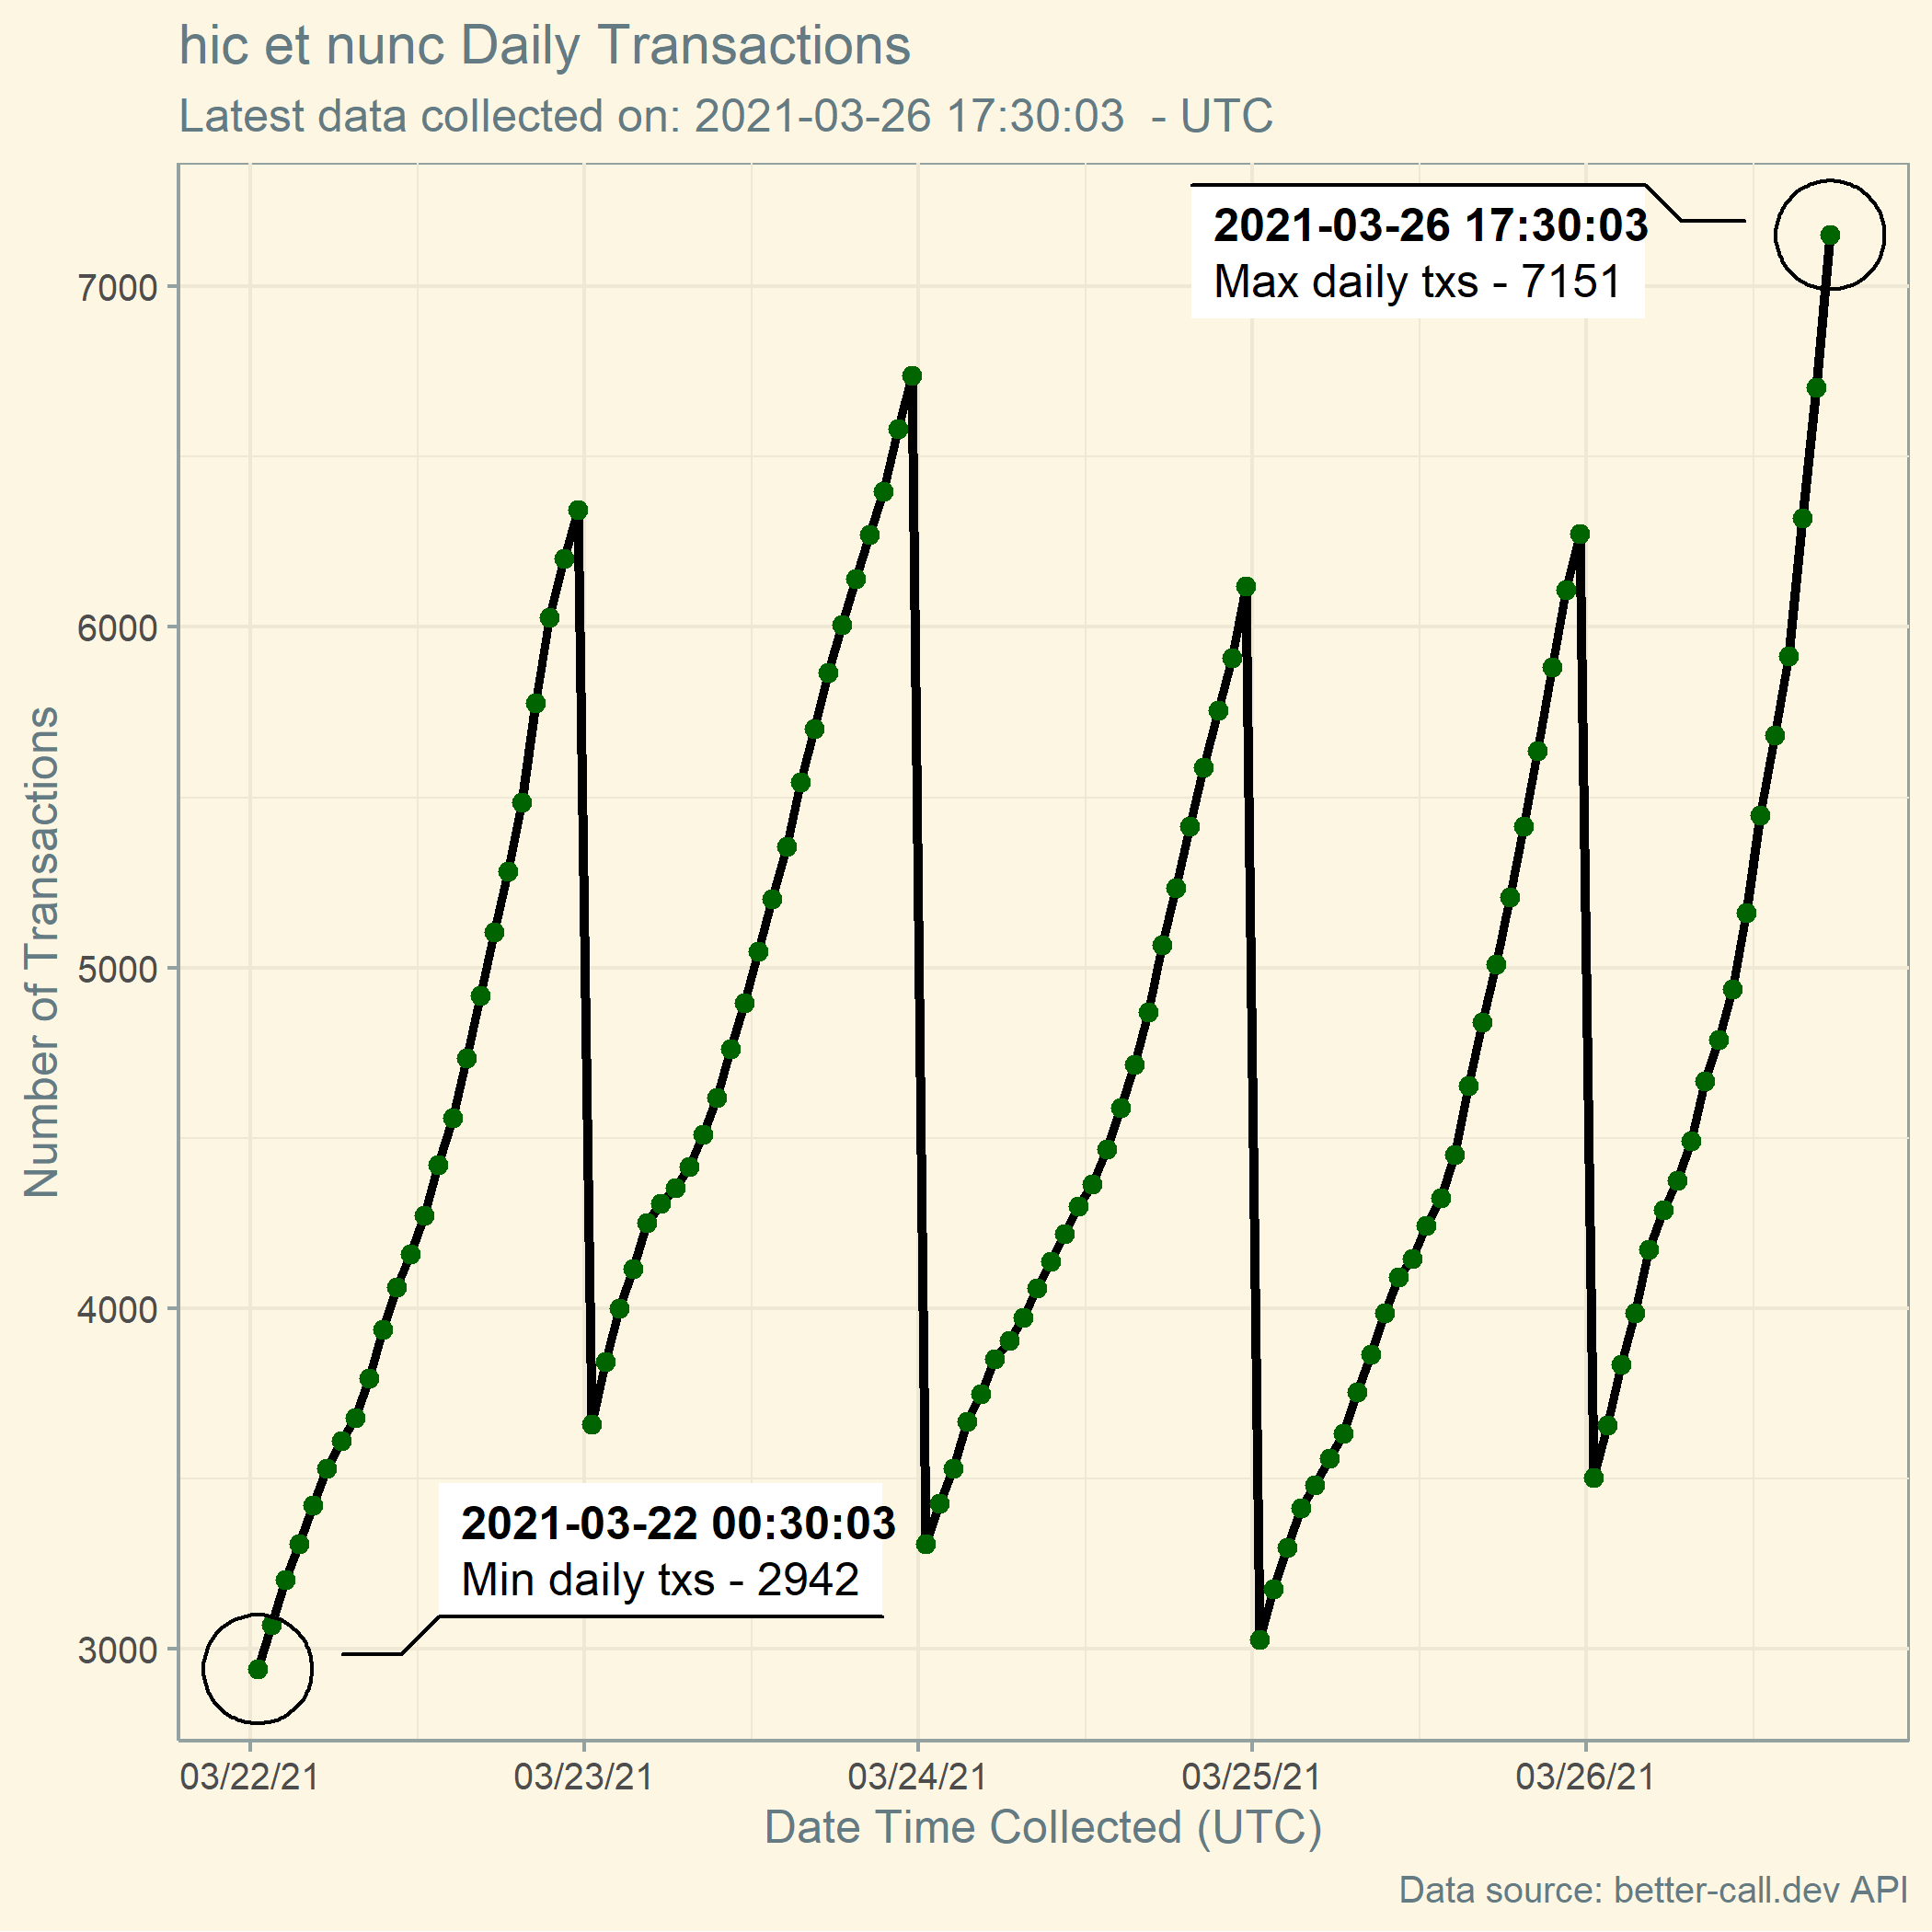 hic et nunc Daily Transactions
Latest data collected on: 2021-03-26 17:30:03  - UTC
2021-03-26 17:30:03
Max daily txs - 7151
7000
6000
5000
4000
3000
Number of Transactions
2021-03-22 00:30:03
Min daily txs - 2942
03/22/21 03/23/21 03/24/21 03/25/21 03/26/21
Date Time Collected (UTC)
Data source: better-call.dev API